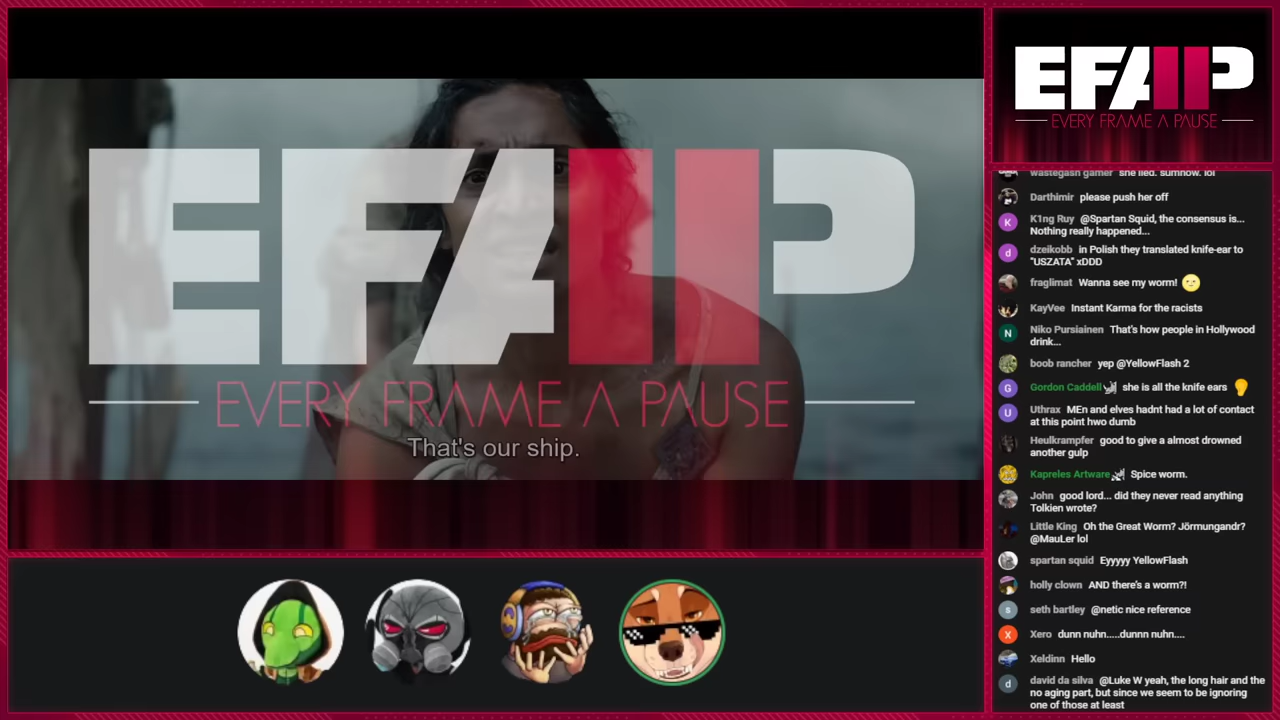 EFAP
EVERY FRAME A PAUSE
That's our ship.
EFAP
EVERY FRAME A PAUSE
wastegash gamer she lied. sumhow. lol
Darthimir please push her off
K1ng Ruy @Spartan Squid, the consensus is...
Nothing really happened...
dzeikobb in Polish they translated knife-ear to
"USZATA" xDDD
fraglimat Wanna see my worm!
KayVee Instant Karma for the racists
Niko Pursiainen That's how people in Hollywood
drink...
boob rancher yep @YellowFlash 2
Gordon Caddell she is all the knife ears
Uthrax MEn and elves hadnt had a lot of contact
at this point hwo dumb
Heulkrampfer good to give a almost drowned
another gulp
Kapreles Artware Spice worm.
John good lord... did they never read anything
Tolkien wrote?
Little King Oh the Great Worm? Jörmungandr?
@MauLer lol
spartan squid Eyyyyy YellowFlash
holly clown AND there's a worm?!
seth bartley @netic nice reference
Xero dunn nuhn.....dunnn nuhn....
Xeldinn Hello
david da silva @Luke W yeah, the long hair and the
no aging part, but since we seem to be ignoring
one of those at least
K
d
N
G
U
s
X
d